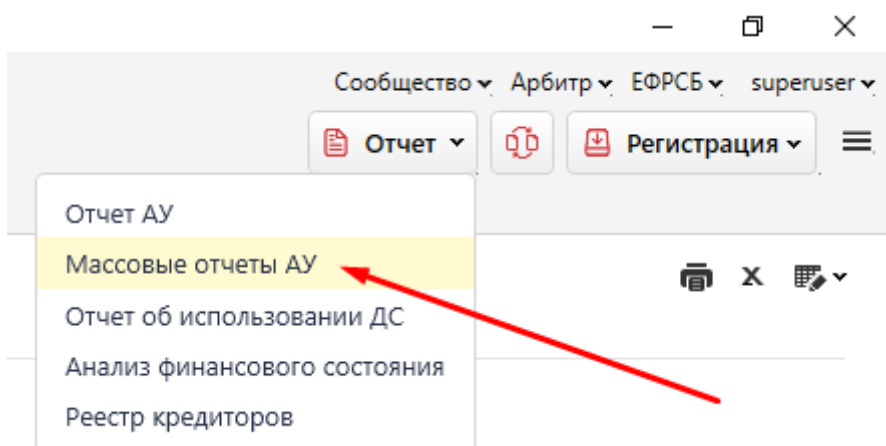 Сообщество Арбитр ЕФРСБ superuser
Отчет Регистрация
Отчет АУ
Массовые отчеты АУ
Отчет об использовании ДС
Анализ финансового состояния
Реестр кредиторов